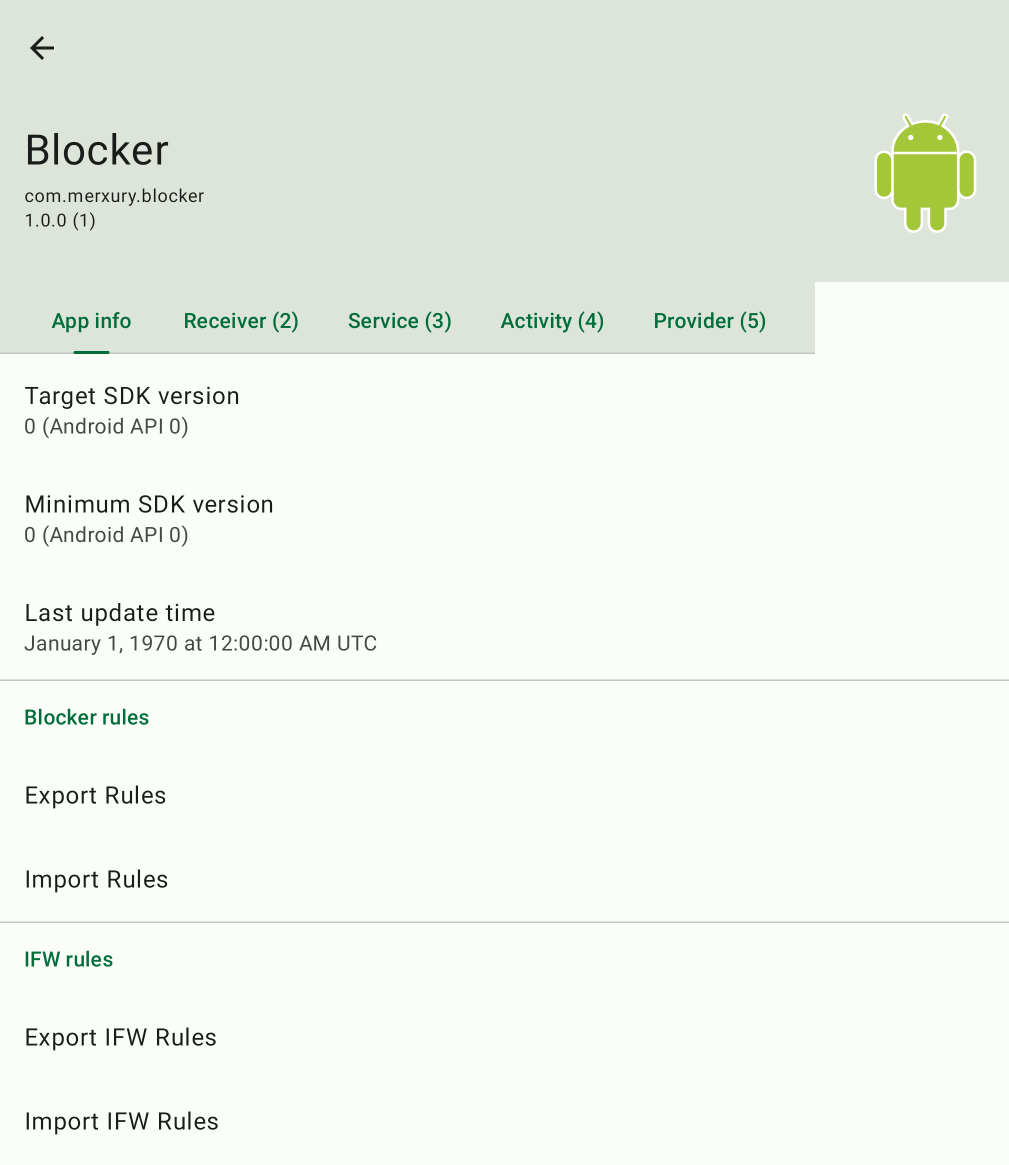 Blocker
com.merxury.blocker
1.0.0 (1)
App info Receiver (2) Service (3) Activity (4) Provider (5)
Target SDK version
0 (Android API 0)
Minimum SDK version
0 (Android API 0)
Last update time
January 1, 1970 at 12:00:00 AM UTC
Blocker rules
Export Rules
Import Rules
IFW rules
Export IFW Rules
Import IFW Rules